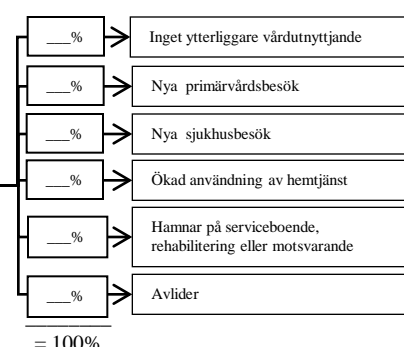 ___% Inget ytterliggare vårdutnyttjande
___% Nya primärvårdsbesök
___% Nya sjukhusbesök
___% Ökad användning av hemtjänst
___% Hamnar på serviceboende,
rehabilitering eller motsvarande
___% Avlider
= 100%